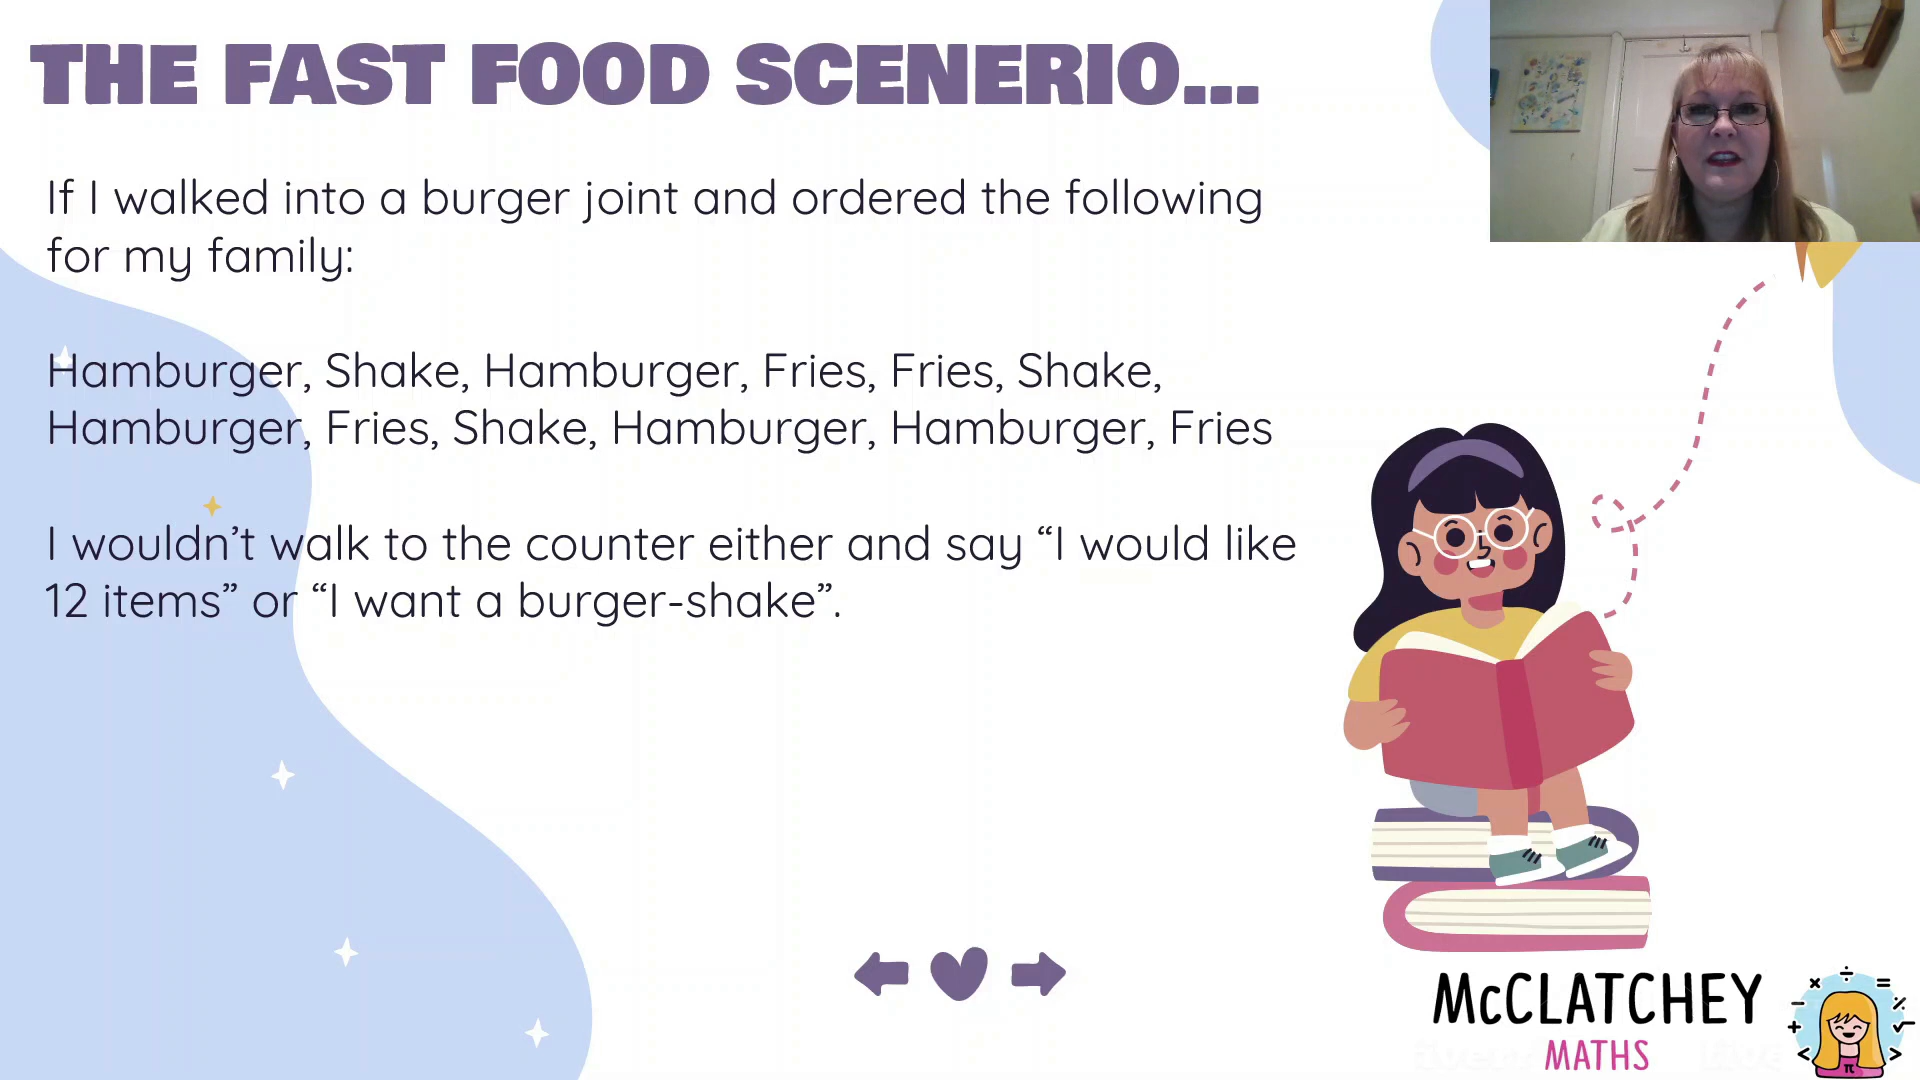 THE FAST FOOD SCENERIO...
If I walked into a burger joint and ordered the following
for my family:
Hamburger, Shake, Hamburger, Fries, Fries, Shake,
Hamburger, Fries, Shake, Hamburger, Hamburger, Fries
I wouldn’t walk to the counter either and say “I would like
12 items” or “I want a burger-shake”.
McCLATCHEY
MATHS